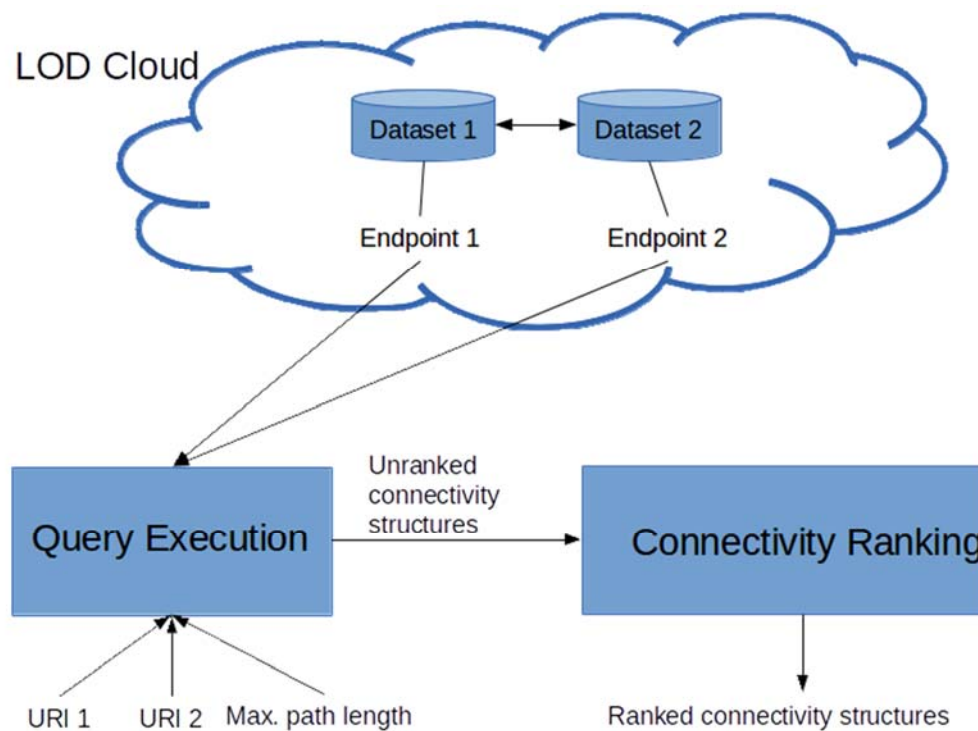 LOD Cloud
Dataset 1
Dataset 2
Endpoint 1
Endpoint 2
Unranked
connectivity
structures
Query Execution
Connectivity Ranking
URI 1
URI 2
Max. path length
Ranked connectivity structures